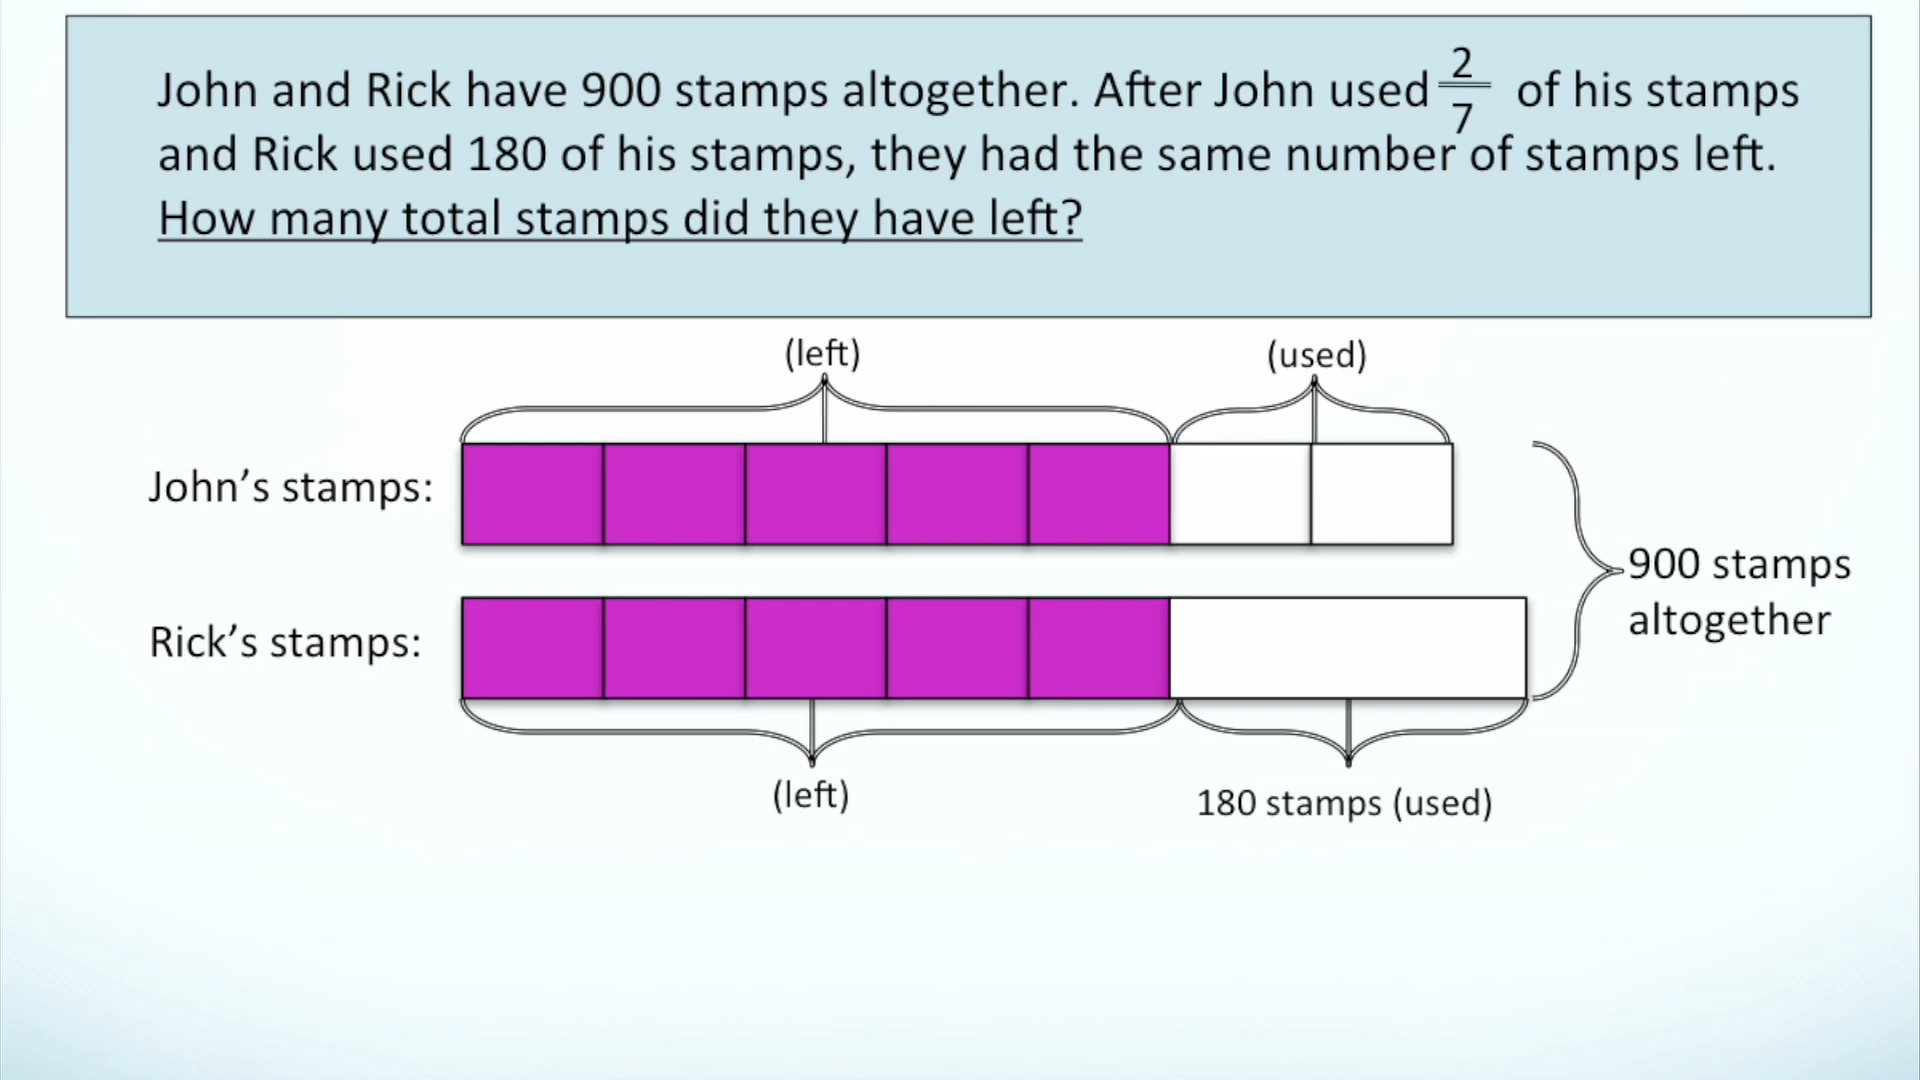 John and Rick have 900 stamps altogether. After John used 2/7 of his stamps
and Rick used 180 of his stamps, they had the same number of stamps left.
How many total stamps did they have left?
(left) (used)
John’s stamps:
Rick’s stamps:
900 stamps
altogether
(left) 180 stamps (used)